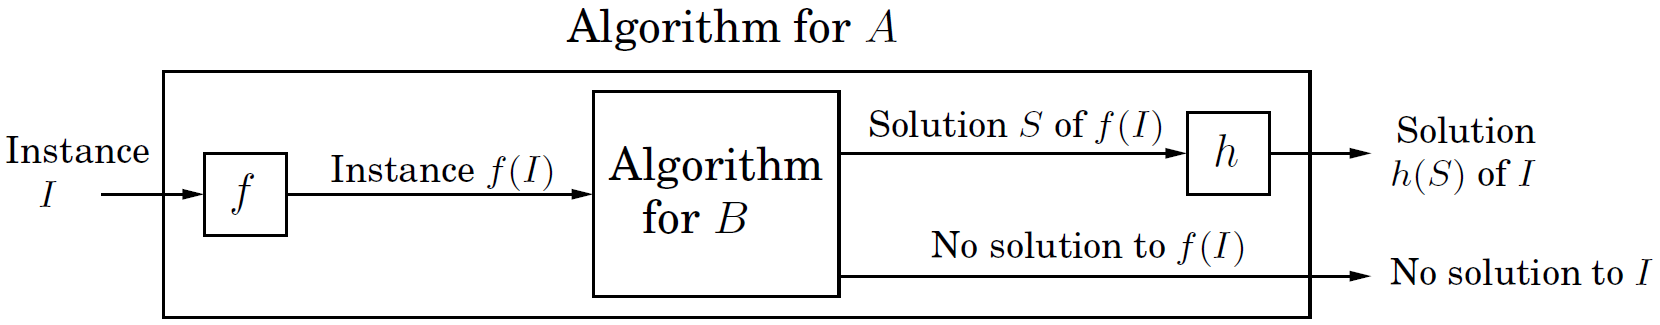 Algorithm for A
Instance
I
f
Instance f(I)
Algorithm
for B
Solution S of f(I)
h
Solution
h(S) of I
No solution to f(I)
No solution to I